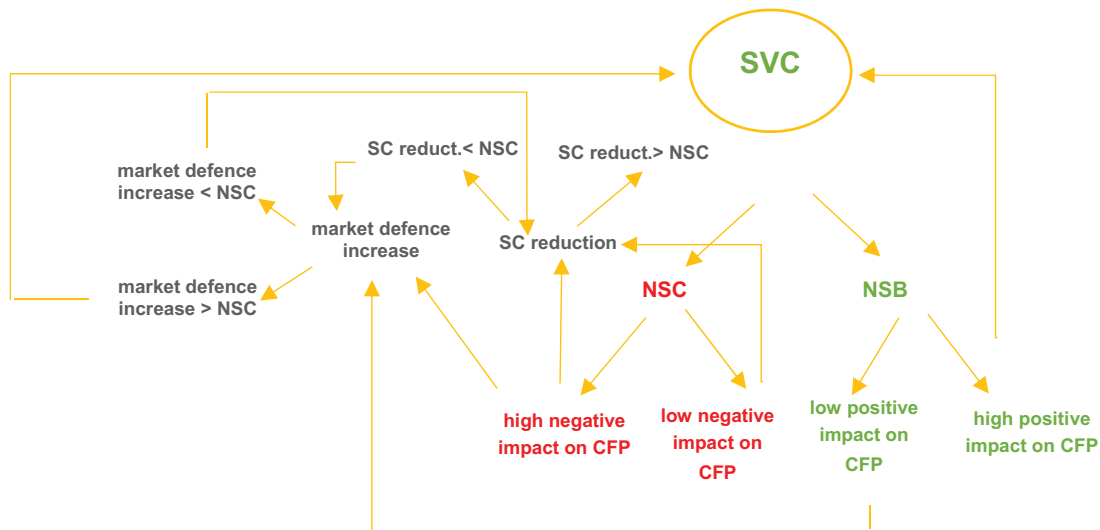 SVC
SC reduct.< NSC
SC reduct.> NSC
market defence
increase < NSC
market defence
increase
SC reduction
market defence
increase > NSC
NSC
NSB
high negative
impact on CFP
low negative
impact on
CFP
low positive
impact on
CFP
high positive
impact on CFP